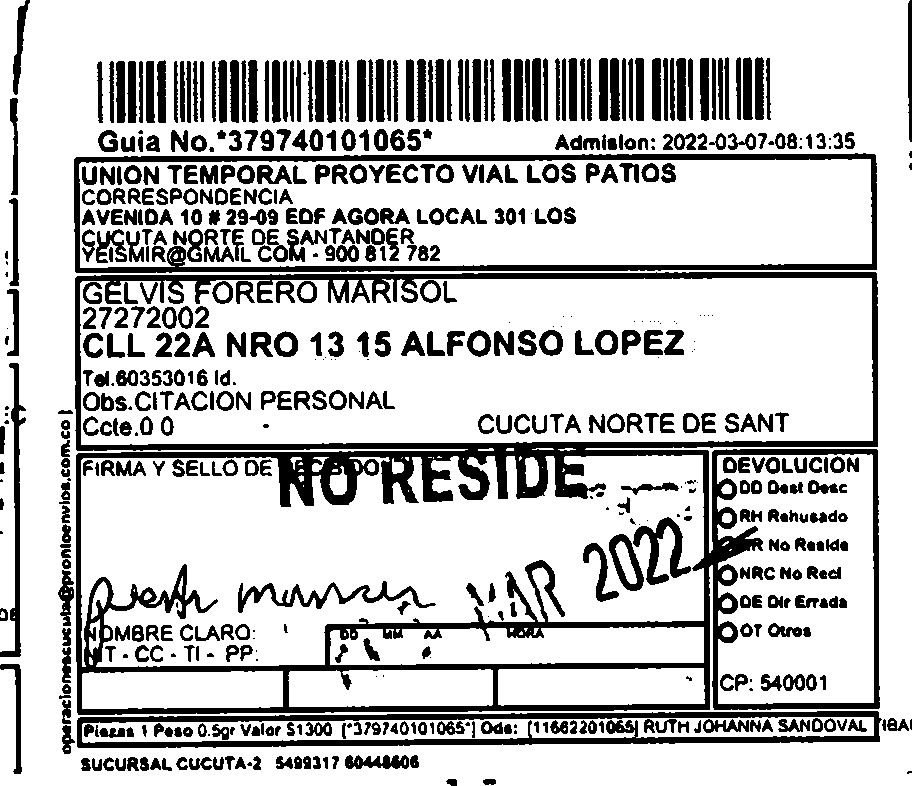 Guia No.*379740101065*
Admision: 2022-03-07-08:13:35
UNION TEMPORAL PROYECTO VIAL LOS PATIOS
CORRESPONDENCIA
AVENIDA 10 # 29-09 EDF AGORA LOCAL 301 LOS
CUCUTA NORTE DE SANTANDER
YEISMIR@GMAIL COM - 900 812 782
GELVIS FORERO MARISOL
27272002
CLL 22A NRO 13 15 ALFONSO LOPEZ
Tel.60353016 Id.
Obs.CITACION PERSONAL
Ccte.0 0
CUCUTA NORTE DE SANT
operacionescucuta@prontoenvios.com.co
FIRMA Y SELLO DE RECIBIDO
NO RESIDE
MAR 2022
NOMBRE CLARO:
NIT - CC - TI - PP:
DD MM AA HORA
DEVOLUCION
DD Dest Desc
RH Rehusado
NR No Reside
NRC No Recl
DE Dir Errada
OT Otros
CP: 540001
Piezas 1 Peso 0.5gr Valor $1300 [*379740101065*] Ode: [11662201065] RUTH JOHANNA SANDOVAL
SUCURSAL CUCUTA-2 5499317 60448606